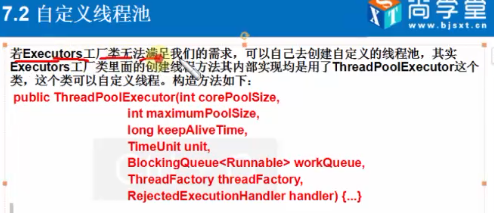 7.2 自定义线程池
尚学堂
www.bjsxt.com
若Executors工厂类无法满足我们的需求，可以自己去创建自定义的线程池，其实
Executors工厂类里面的创建线程方法其内部实现均是用了ThreadPoolExecutor这个
类，这个类可以自定义线程。构造方法如下：
public ThreadPoolExecutor(int corePoolSize,
int maximumPoolSize,
long keepAliveTime,
TimeUnit unit,
BlockingQueue<Runnable> workQueue,
ThreadFactory threadFactory,
RejectedExecutionHandler handler) {...}